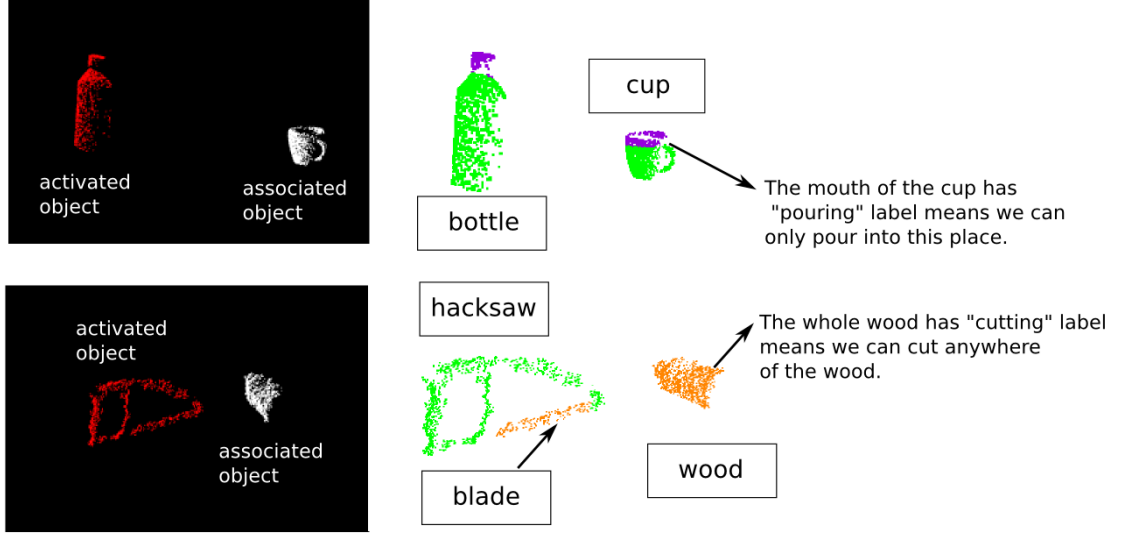 activated
object
associated
object
bottle
cup
The mouth of the cup has
"pouring" label means we can
only pour into this place.
activated
object
associated
object
hacksaw
blade
wood
The whole wood has "cutting" label
means we can cut anywhere
of the wood.